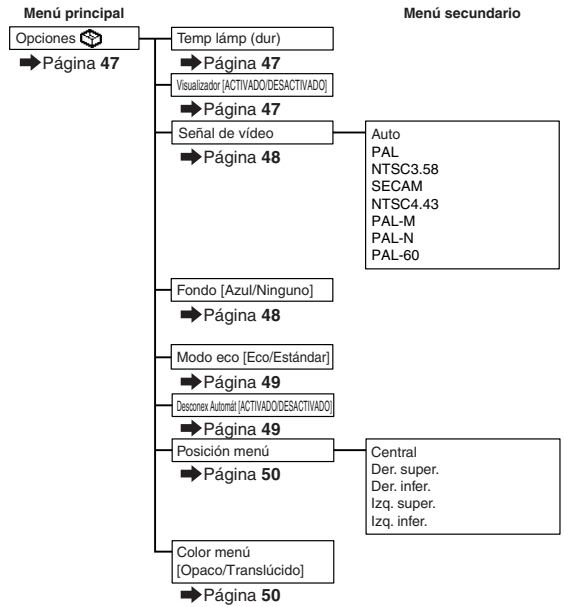 Menú principal
Menú secundario
Opciones
Página 47
Temp lámp (dur)
Página 47
Visualizador [ACTIVADO/DESACTIVADO]
Página 47
Señal de vídeo
Página 48
Auto
PAL
NTSC3.58
SECAM
NTSC4.43
PAL-M
PAL-N
PAL-60
Fondo [Azul/Ninguno]
Página 48
Modo eco [Eco/Estándar]
Página 49
Desconex Automát [ACTIVADO/DESACTIVADO]
Página 49
Posición menú
Página 50
Central
Der. super.
Der. infer.
Izq. super.
Izq. infer.
Color menú
[Opaco/Translúcido]
Página 50